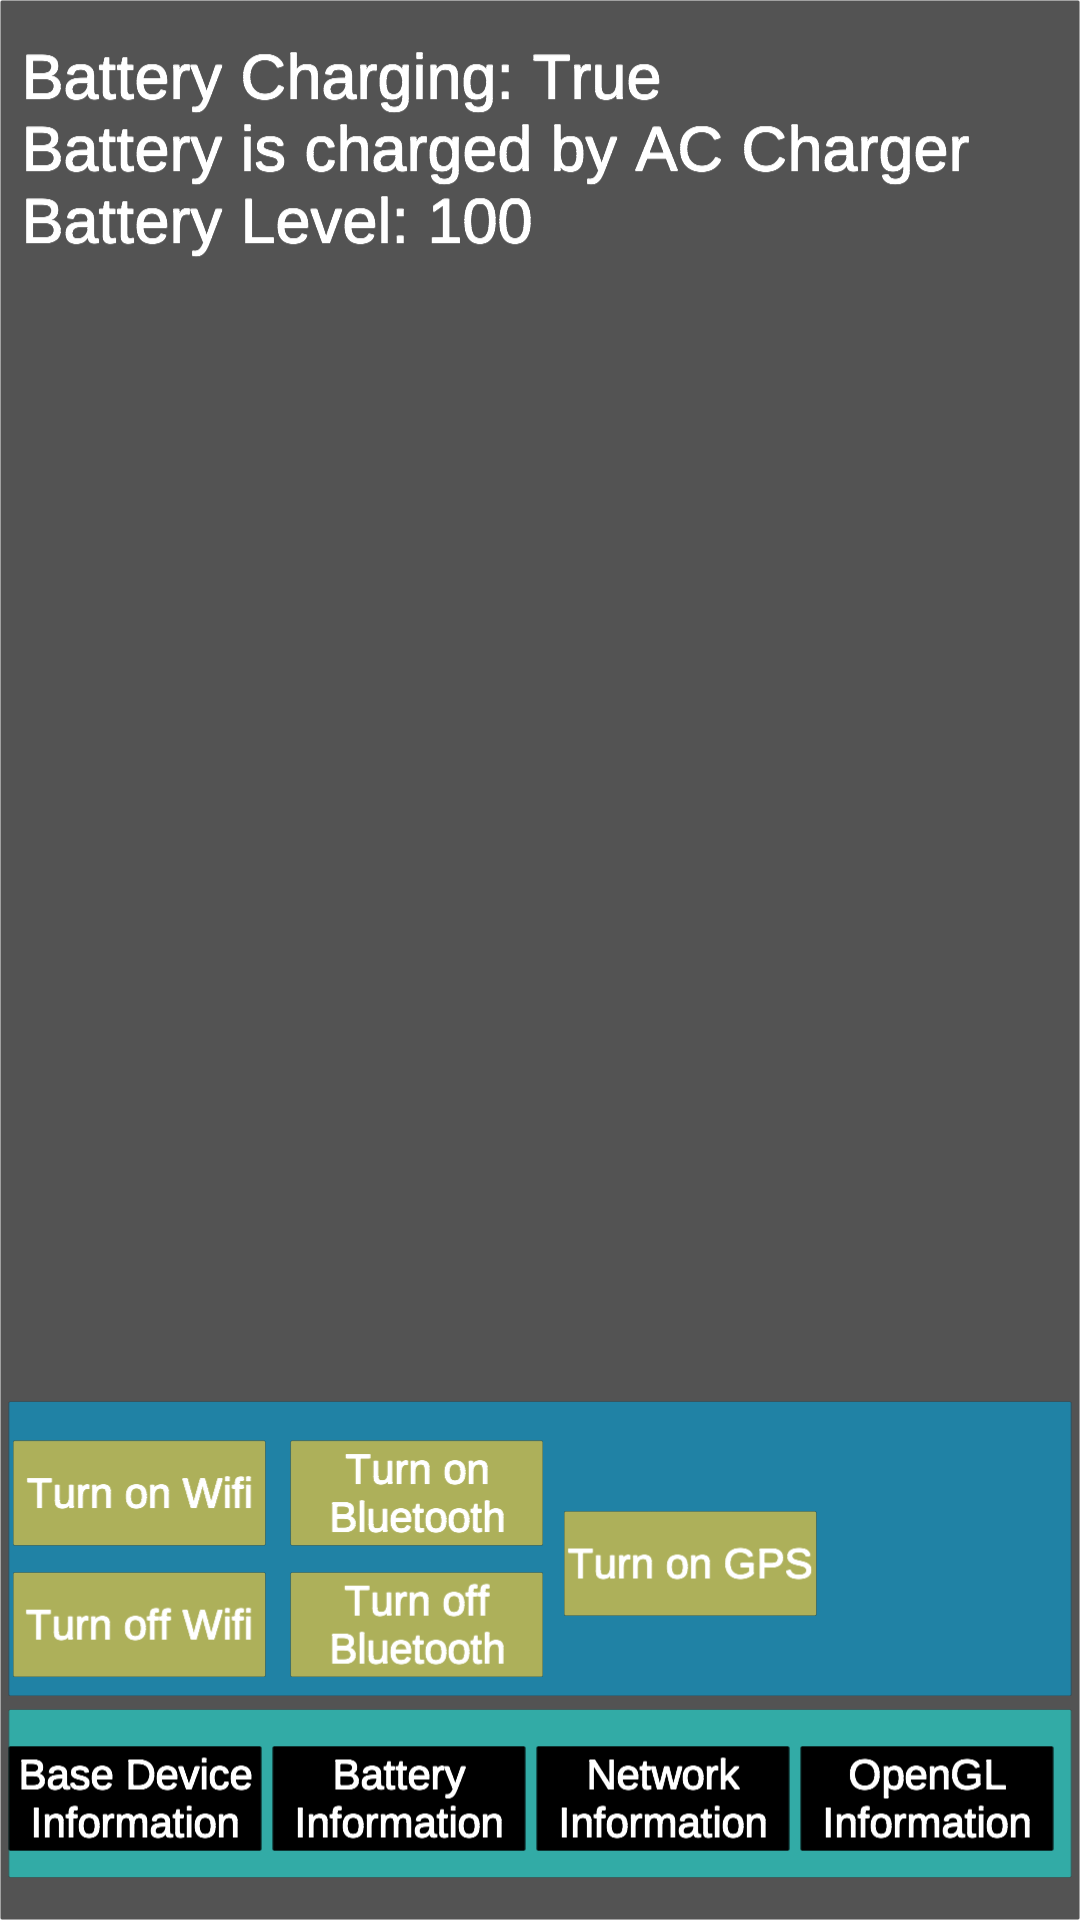 Battery Charging: True
Battery is charged by AC Charger
Battery Level: 100
Turn on Wifi
Turn on
Bluetooth
Turn on GPS
Turn off Wifi
Turn off
Bluetooth
Base Device
Information
Battery
Information
Network
Information
OpenGL
Information